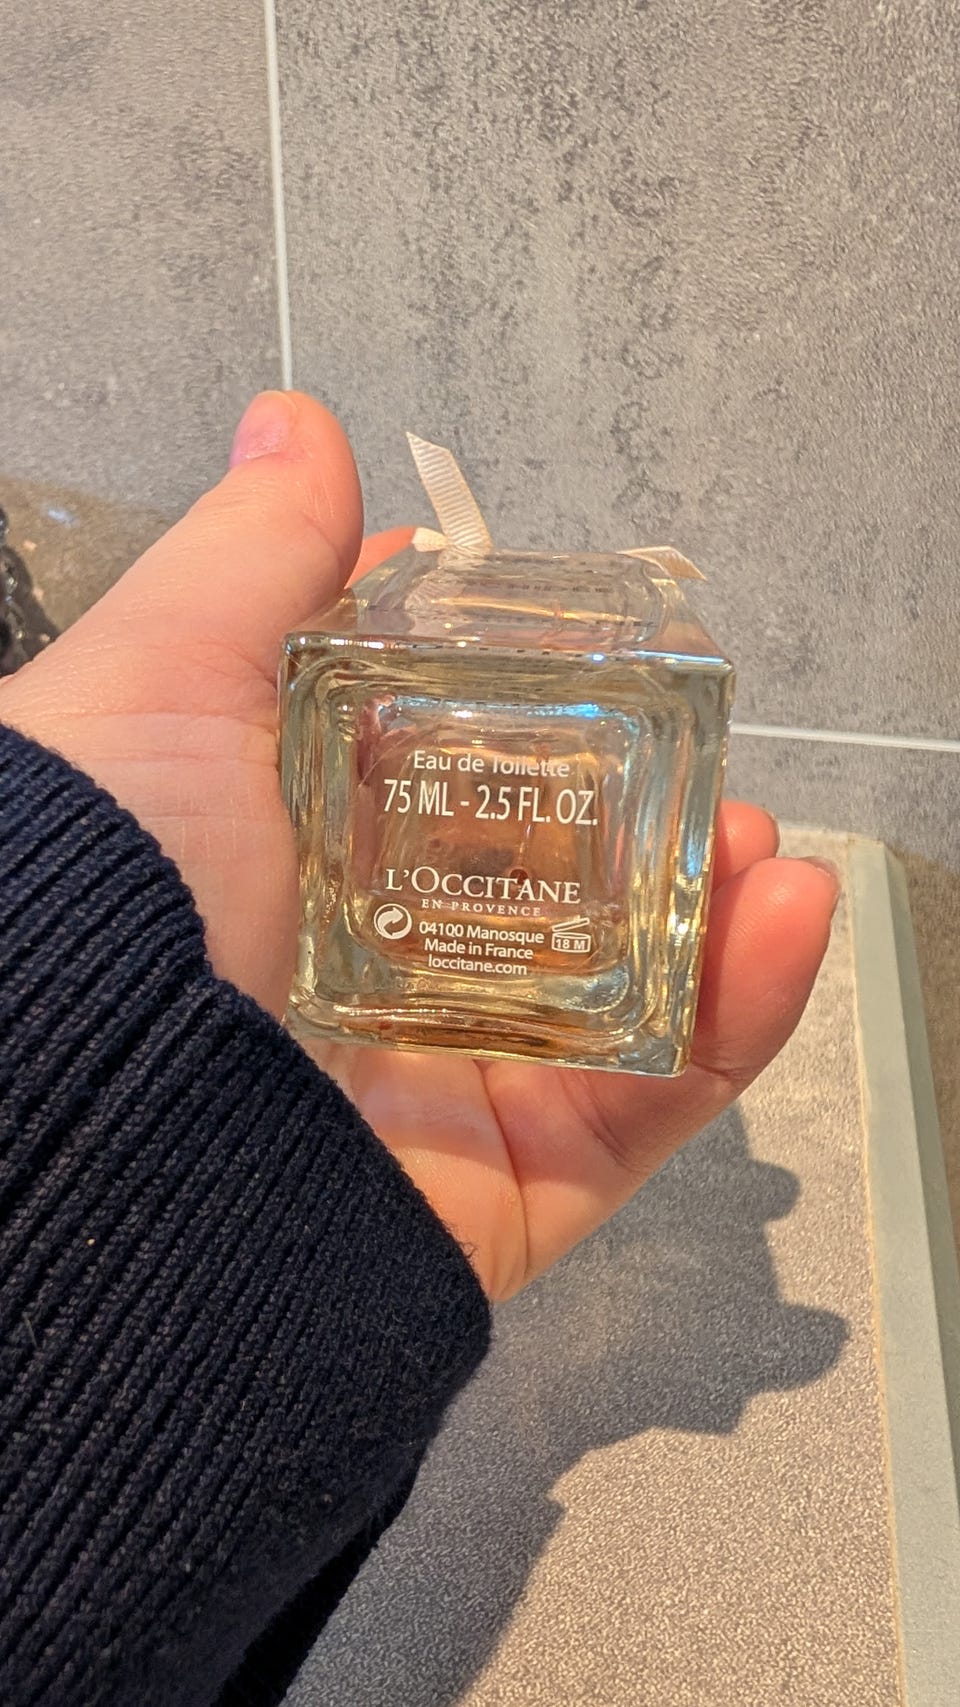 Eau de Toilette
75 ML - 2.5 FL. OZ.
L'OCCITANE
EN PROVENCE
04100 Manosque
18 M
Made in France
loccitane.com